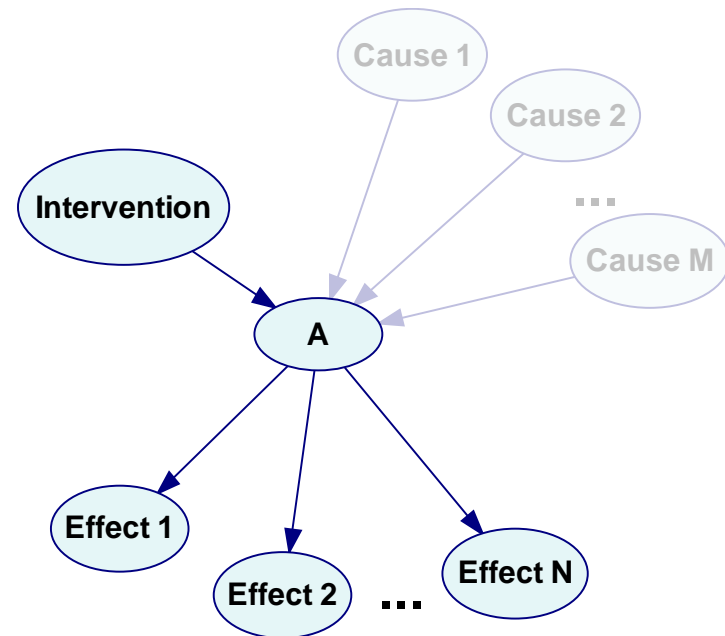 Cause 1
Cause 2
...
Intervention
Cause M
A
Effect 1
Effect 2
...
Effect N